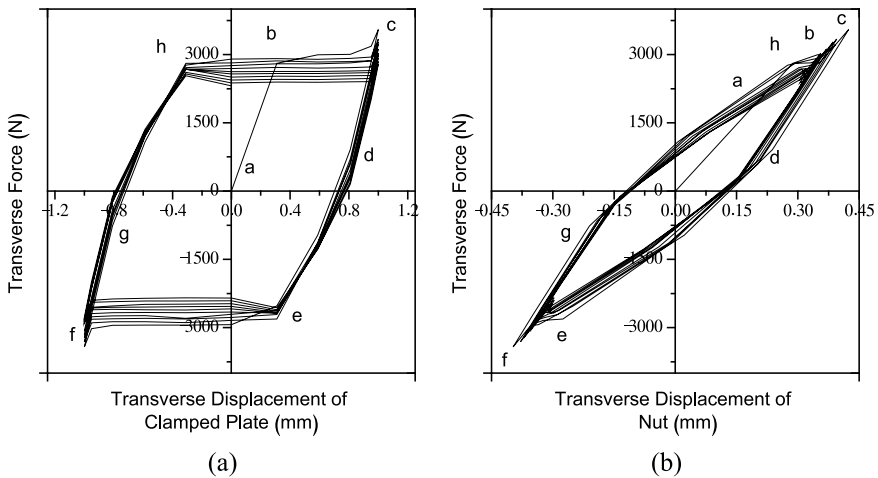 c
b
h
3000
1500
a
d
0
-1.2
-0.8
-0.4
0.0
0.4
0.8
1.2
g
-1500
-3000
e
f
Transverse Force (N)
Transverse Displacement of
Clamped Plate (mm)
(a)
c
b
h
3000
a
1500
d
0
-0.45
-0.30
-0.15
0.00
0.15
0.30
0.45
g
-1500
-3000
e
f
Transverse Force (N)
Transverse Displacement of
Nut (mm)
(b)